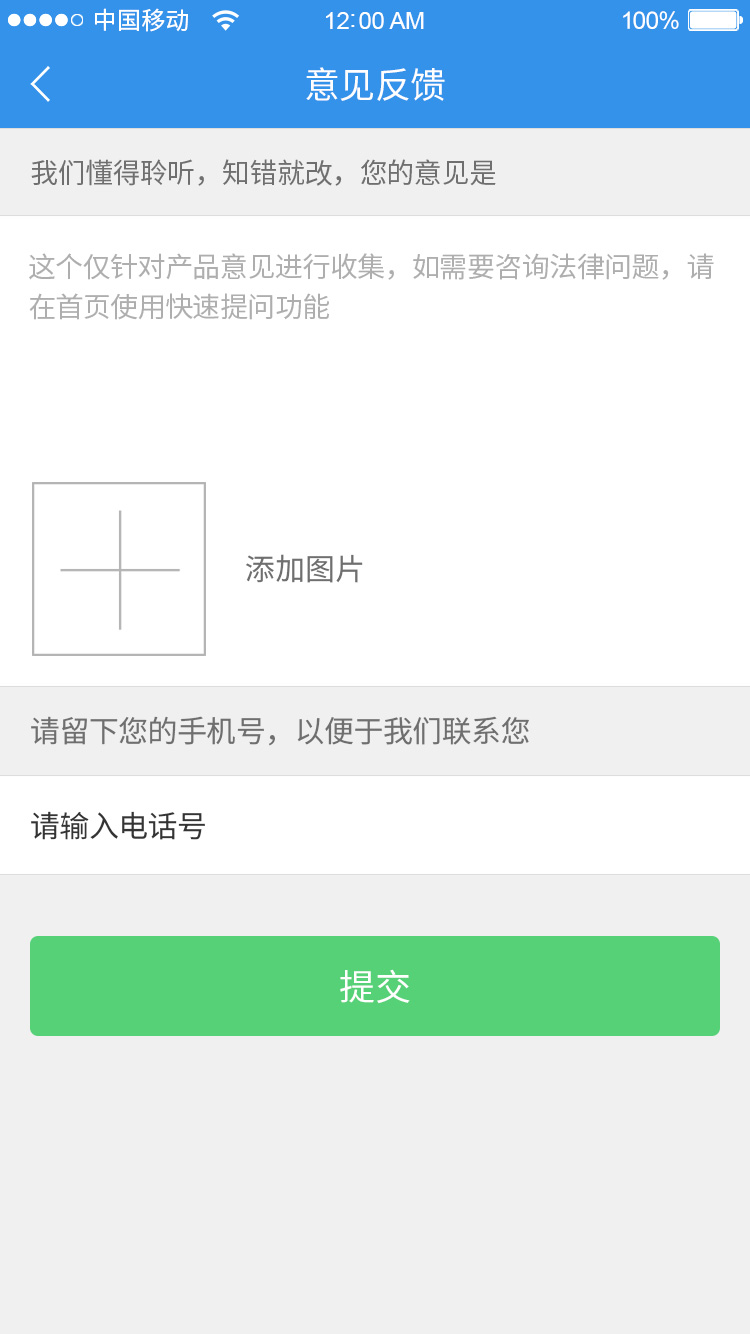 中国移动 12:00 AM 100%
意见反馈
我们懂得聆听，知错就改，您的意见是
这个仅针对产品意见进行收集，如需要咨询法律问题，请
在首页使用快速提问功能
添加图片
请留下您的手机号，以便于我们联系您
请输入电话号
提交